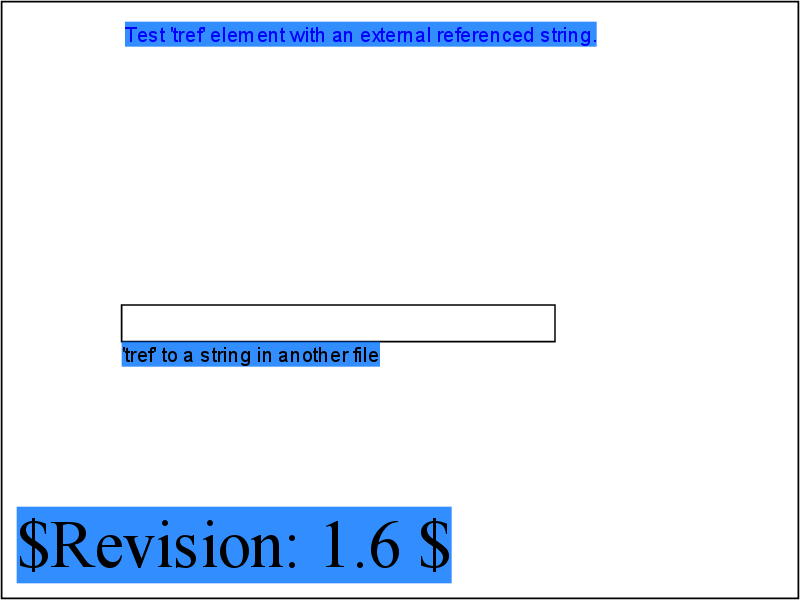 Test 'tref' element with an external referenced string.
'tref' to a string in another file
$Revision: 1.6 $